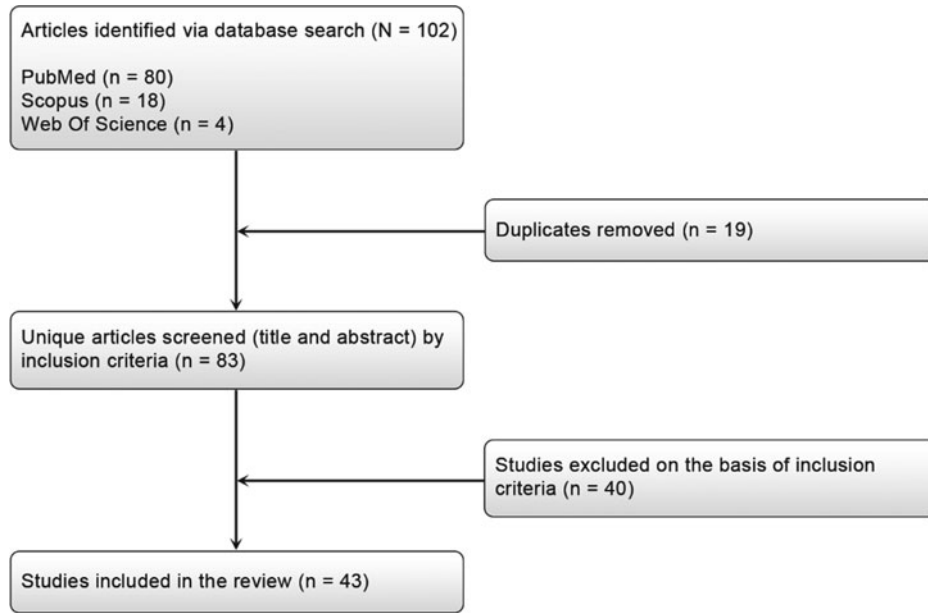 Articles identified via database search (N = 102)
PubMed (n = 80)
Scopus (n = 18)
Web Of Science (n = 4)
Duplicates removed (n = 19)
Unique articles screened (title and abstract) by
inclusion criteria (n = 83)
Studies excluded on the basis of inclusion
criteria (n = 40)
Studies included in the review (n = 43)